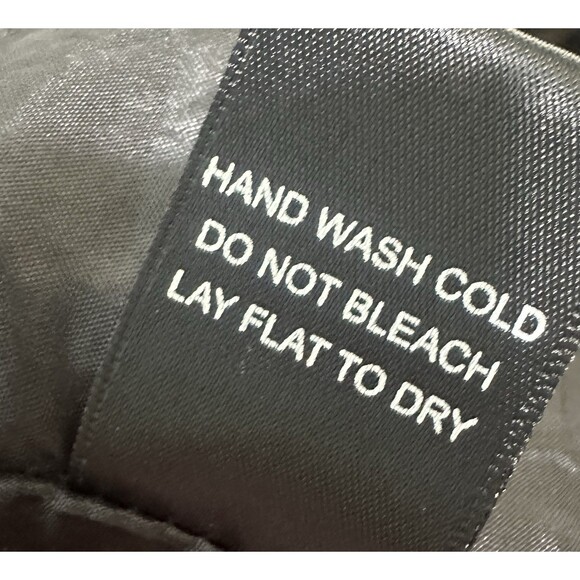 HAND WASH COLD
DO NOT BLEACH
LAY FLAT TO DRY